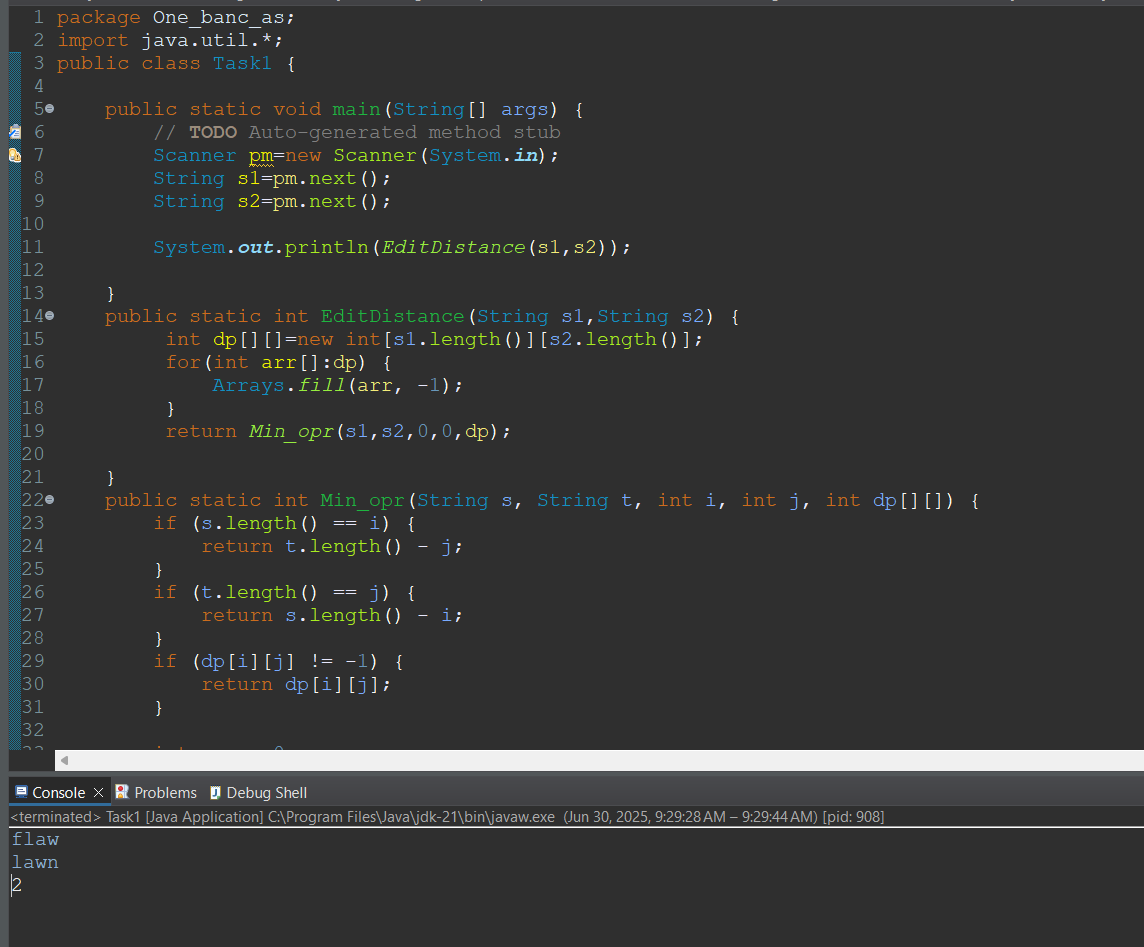 1 package One_banc_as;
2 import java.util.*;
3 public class Task1 {
4
5 public static void main(String[] args) {
6 // TODO Auto-generated method stub
7 Scanner pm=new Scanner(System.in);
8 String s1=pm.next();
9 String s2=pm.next();
10
11 System.out.println(EditDistance(s1,s2));
12
13 }
14 public static int EditDistance(String s1,String s2) {
15 int dp[][]=new int[s1.length()][s2.length()];
16 for(int arr[]:dp) {
17 Arrays.fill(arr, -1);
18 }
19 return Min_opr(s1,s2,0,0,dp);
20
21 }
22 public static int Min_opr(String s, String t, int i, int j, int dp[][]) {
23 if (s.length() == i) {
24 return t.length() - j;
25 }
26 if (t.length() == j) {
27 return s.length() - i;
28 }
29 if (dp[i][j] != -1) {
30 return dp[i][j];
31 }
32
Console Problems Debug Shell
<terminated> Task1 [Java Application] C:\Program Files\Java\jdk-21\bin\javaw.exe (Jun 30, 2025, 9:29:28 AM – 9:29:44 AM) [pid: 908]
flaw
lawn
2